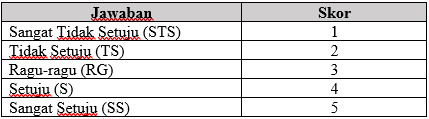 Jawaban Skor
Sangat Tidak Setuju (STS) 1
Tidak Setuju (TS) 2
Ragu-ragu (RG) 3
Setuju (S) 4
Sangat Setuju (SS) 5